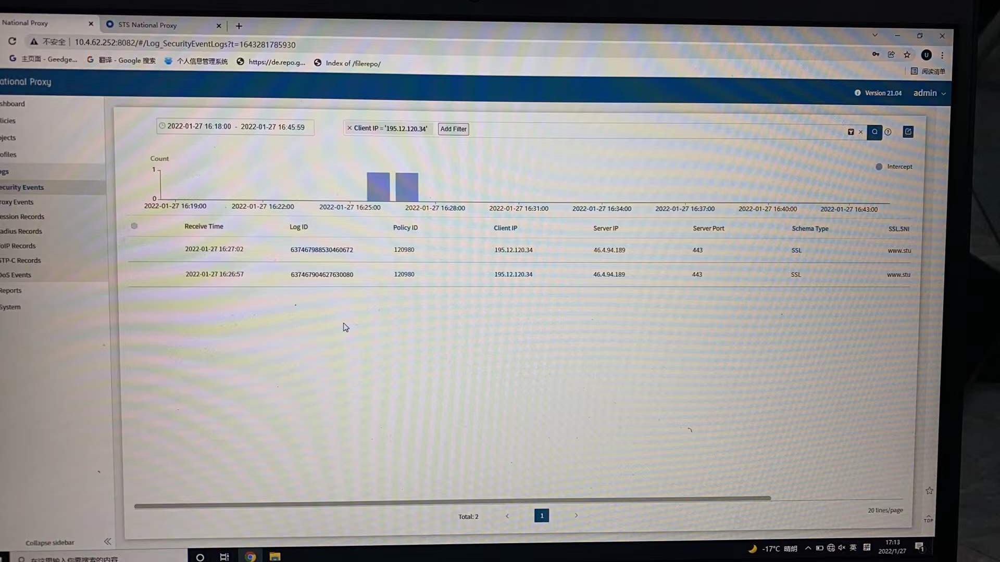 National Proxy
STS National Proxy
不安全 10.4.62.252:8082/#/Log_SecurityEventLogs?t=1643281785930
主页面 - Geedge...
翻译 - Google 搜索
个人信息管理系统
https://de.repo.g...
Index of /filerepo/
U
阅读清单
ational Proxy
Version 21.04
admin
shboard
licies
jects
ofiles
gs
ecurity Events
roxy Events
ession Records
adius Records
oIP Records
STP-C Records
DoS Events
Reports
System
2022-01-27 16:18:00 - 2022-01-27 16:45:59
× Client IP = '195.12.120.34'
Add Filter
Count
Intercept
1
0
2022-01-27 16:19:00 2022-01-27 16:22:00 2022-01-27 16:25:00 2022-01-27 16:28:00 2022-01-27 16:31:00 2022-01-27 16:34:00 2022-01-27 16:37:00 2022-01-27 16:40:00 2022-01-27 16:43:00
Receive Time Log ID Policy ID Client IP Server IP Server Port Schema Type SSL.SNI
2022-01-27 16:27:02 637467988530460672 120980 195.12.120.34 46.4.94.189 443 SSL www.stu
2022-01-27 16:26:57 637467904627630080 120980 195.12.120.34 46.4.94.189 443 SSL www.stu
Total: 2
1
20 lines/page
TOP
Collapse sidebar
在这里输入你要搜索的内容
-17°C 晴朗
英
17:13
2022/1/27
1